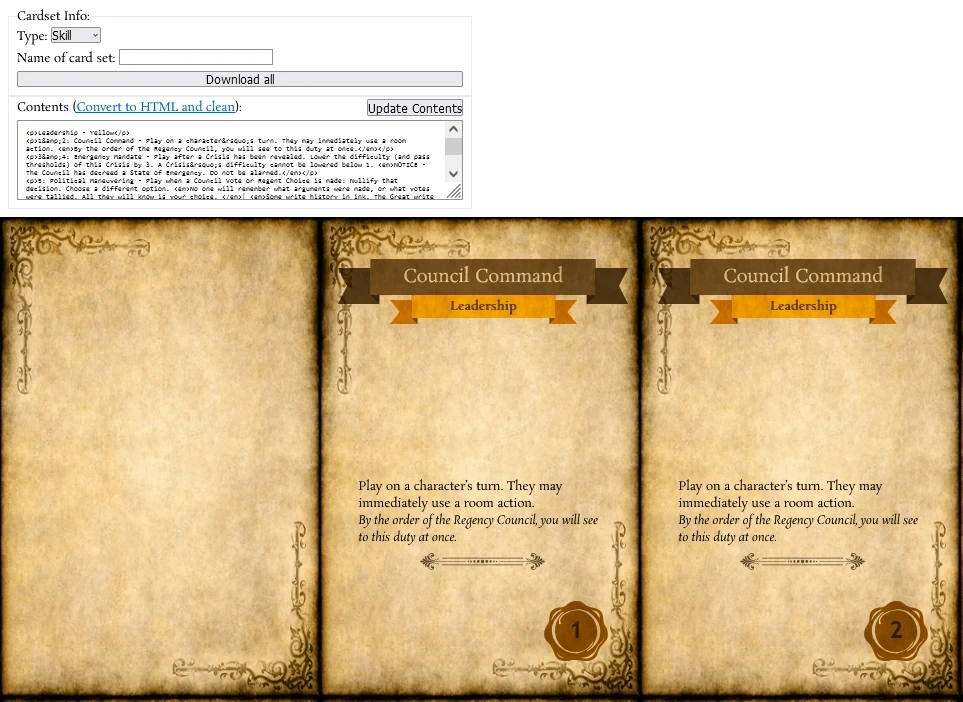 Cardset Info:
Type: Skill
Name of card set:
Download all
Contents (Convert to HTML and clean):
Update Contents
<p>Leadership - Yellow</p>
<p>1&amp;2: Council Command - Play on a character&rsquo;s turn. They may immediately use a room
action. <em>By the order of the Regency Council, you will see to this duty at once.</em></p>
<p>3&amp;4: Emergency Mandate - Play after a Crisis has been revealed. Lower the difficulty (and pass
thresholds) of this Crisis by 3. A Crisis&rsquo;s difficulty cannot be lowered below 1. <em>NOTICE -
The Council has decreed a State of Emergency. Do not be alarmed.</em></p>
<p>5: Political Maneuvering - Play when a Council Vote or Regent Choice is made: Nullify that
decision. Choose a different option. <em>No one will remember what arguments were made, or what votes
were tallied. All they will know is your choice. </em>| <em>Some write history in ink. The Great write
Council Command
Leadership
Play on a character's turn. They may
immediately use a room action.
By the order of the Regency Council, you will see
to this duty at once.
1
Council Command
Leadership
Play on a character's turn. They may
immediately use a room action.
By the order of the Regency Council, you will see
to this duty at once.
2